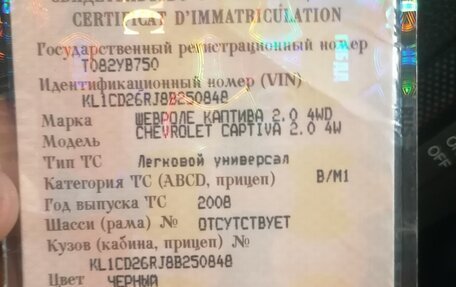 CERTIFICAT D'IMMATRICULATION
Государственный регистрационный номер
Т082УВ750
Идентификационный номер (VIN)
KL1CD26RJ8B250848
Марка ШЕВРОЛЕ КАПТИВА 2.0 4WD
Модель CHEVROLET CAPTIVA 2.0 4W
Тип ТС Легковой универсал
Категория ТС (ABCD, прицеп) B/M1
Год выпуска ТС 2008
Шасси (рама) № ОТСУТСТВУЕТ
Кузов (кабина, прицеп) №
KL1CD26RJ8B250848
Цвет ЧЕРНЫЙ
OFF